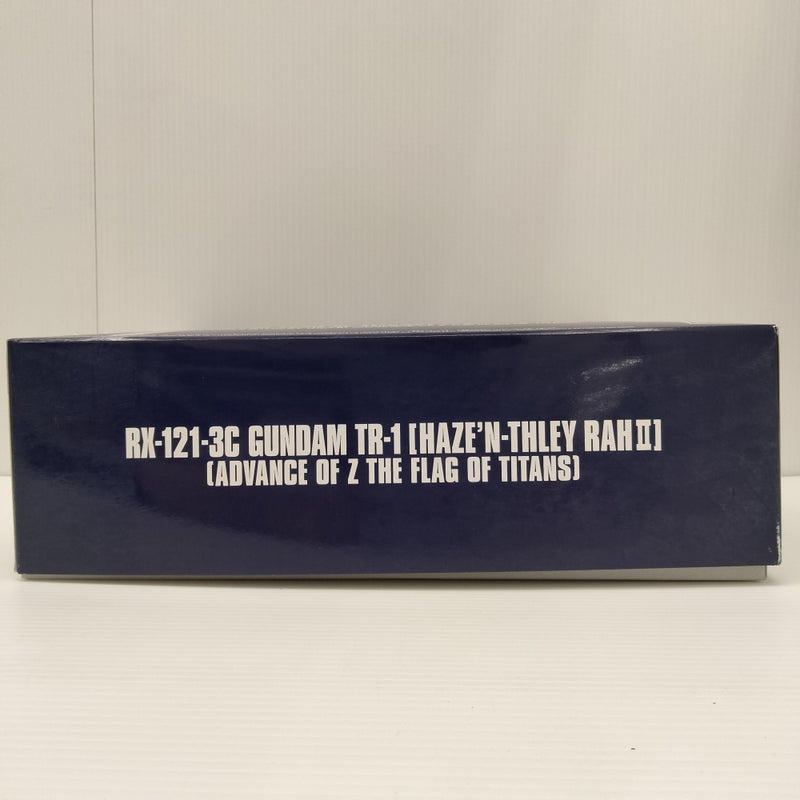 RX-121-3C GUNDAM TR-1 [HAZE'N-THLEY RAH Ⅱ]
(ADVANCE OF Z THE FLAG OF TITANS)